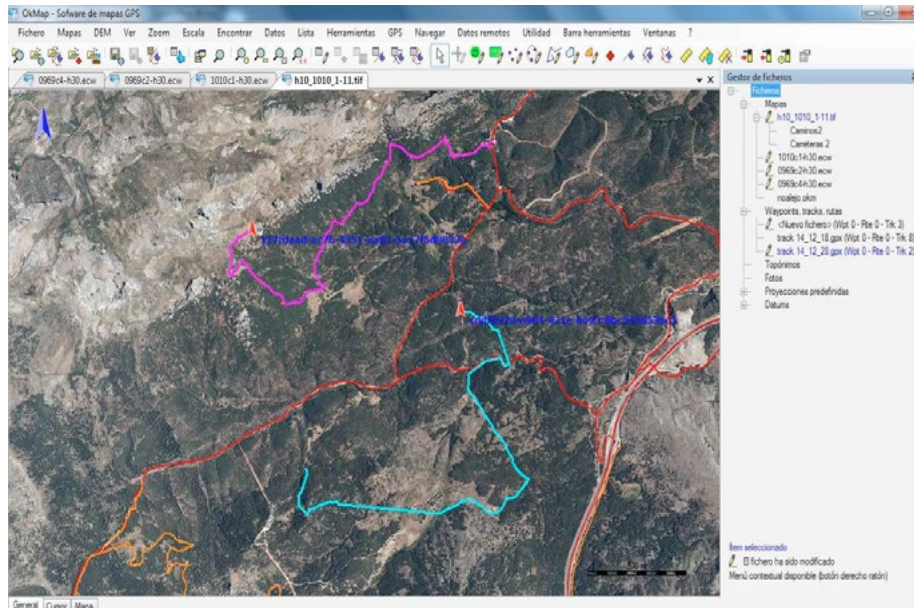 OkMap - Sofware de mapas GPS
Fichero Mapas DEM Ver Zoom Escala Encontrar Datos Lista Herramientas GPS Navegar Datos remotos Utilidad Barra herramientas Ventanas ?
0969c4-h30.ecw 0969c2-h30.ecw 1010c1-h30.ecw h10_1010_1-11.tif
Gestor de ficheros
Ficheros
Mapas
h10_1010_1-11.tif
Caminos2
Carreteras 2
1010c1-h30.ecw
0969c2-h30.ecw
0969c4-h30.ecw
noalejo.okm
Waypoints, tracks, rutas
<Nuevo fichero> (Wpt 0 - Rte 0 - Trk 3)
track 14_12_18.gpx (Wpt 0 - Rte 0 - Trk 8)
track 14_12_28.gpx (Wpt 0 - Rte 0 - Trk 2)
Topónimos
Fotos
Proyecciones predefinidas
Datums
Ítem seleccionado
El fichero ha sido modificado
Menú contextual disponible (botón derecho ratón)
General Cursor Mapa